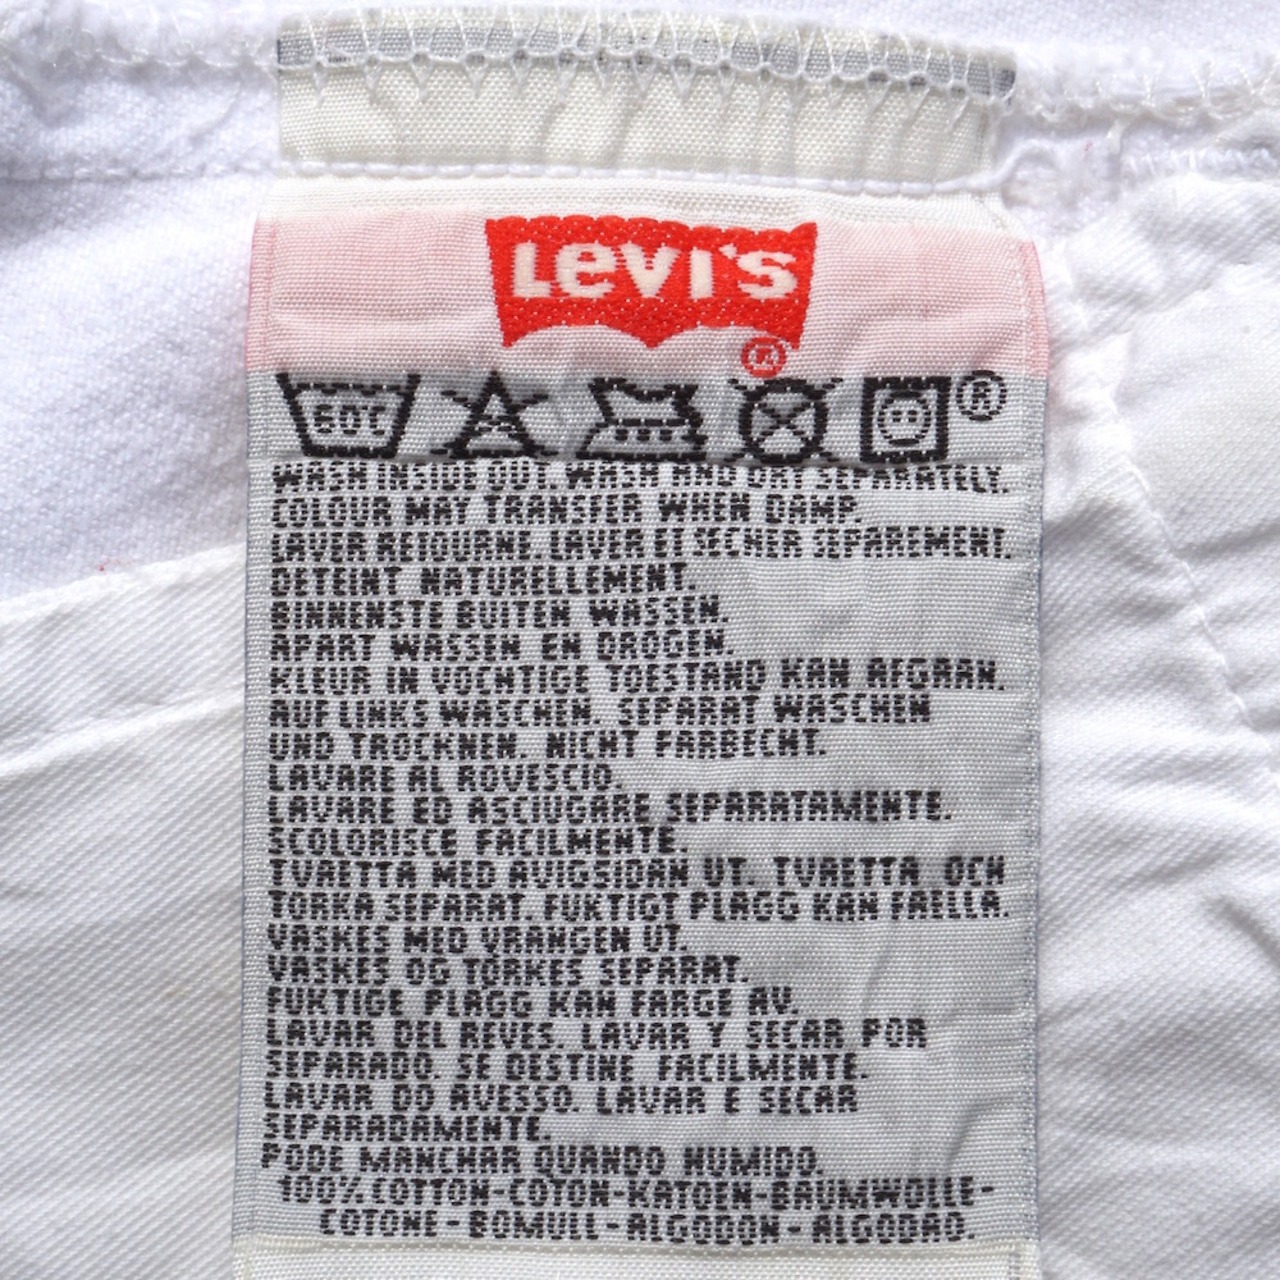 Levi's
®
60C
®
WASH INSIDE OUT. WASH AND DRY SEPARATELY.
COLOUR MAY TRANSFER WHEN DAMP.
LAVER RETOURNE. LAVER ET SECHER SEPAREMENT.
DETEINT NATURELLEMENT.
BINNENSTE BUITEN WASSEN.
APART WASSEN EN DROGEN.
KLEUR IN VOCHTIGE TOESTAND KAN AFGAAN.
AUF LINKS WASCHEN. SEPARAT WASCHEN
UND TROCKNEN. NICHT FARBECHT.
LAVARE AL ROVESCIO.
LAVARE ED ASCIUGARE SEPARATAMENTE.
SCOLORISCE FACILMENTE
TVAETTA MED AVIGSIDAN UT. TVAETTA OCH
TORKA SEPARAT. FUKTIGT PLAGG KAN FAELLA.
VASKES MED VRANGEN UT.
VASKES OG TORKES SEPARAT.
FUKTIGE PLAGG KAN FARGE AV.
LAVAR DEL REVES. LAVAR Y SECAR POR
SEPARADO. SE DESTINE FACILMENTE.
LAVAR DO AVESSO. LAVAR E SECAR
SEPARADAMENTE.
PODE MANCHAR QUANDO HUMIDO.
100% COTTON-COTON-KATOEN-BAUMWOLLE-
COTONE-BOMULL-ALGODON-ALGODAO.